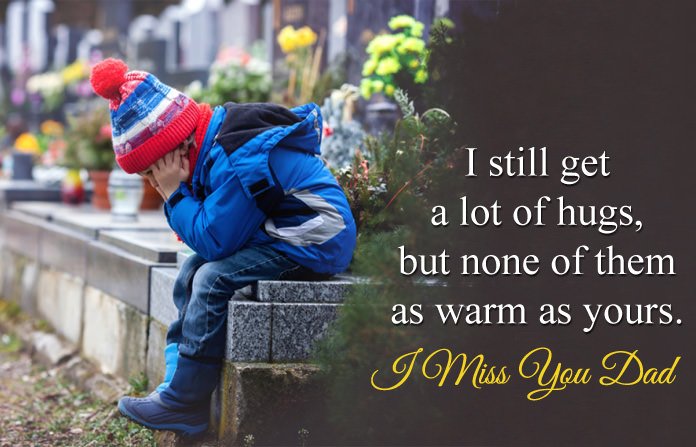 I still get
a lot of hugs,
but none of them
as warm as yours.
I Miss You Dad